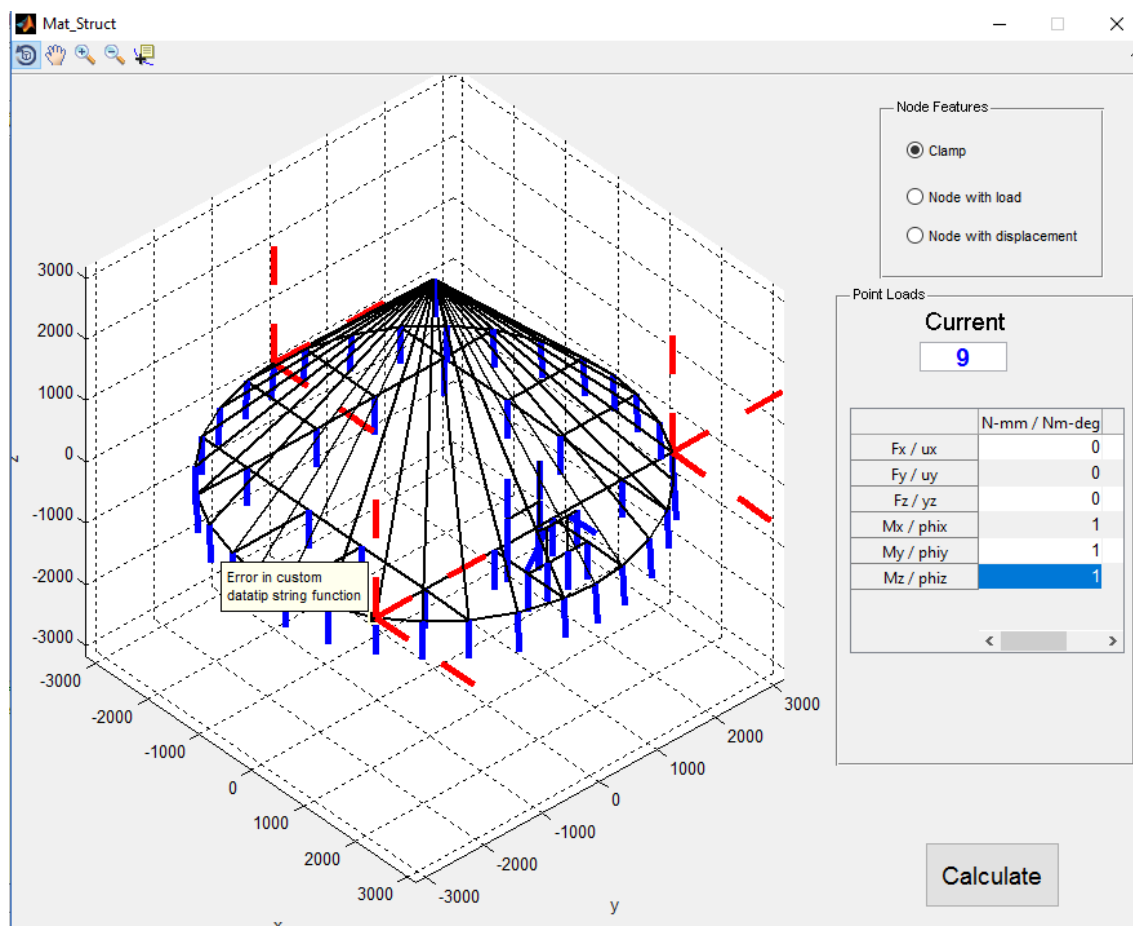 Mat_Struct
Node Features
Clamp
Node with load
Node with displacement
Point Loads
Current
9
N-mm / Nm-deg
Fx / ux 0
Fy / uy 0
Fz / yz 0
Mx / phix 1
My / phiy 1
Mz / phiz 1
Calculate
3000
2000
1000
0
-1000
-2000
-3000
z
Error in custom
datatip string function
-3000
-2000
-1000
0
1000
2000
3000
x
-3000
-2000
-1000
0
1000
2000
3000
y